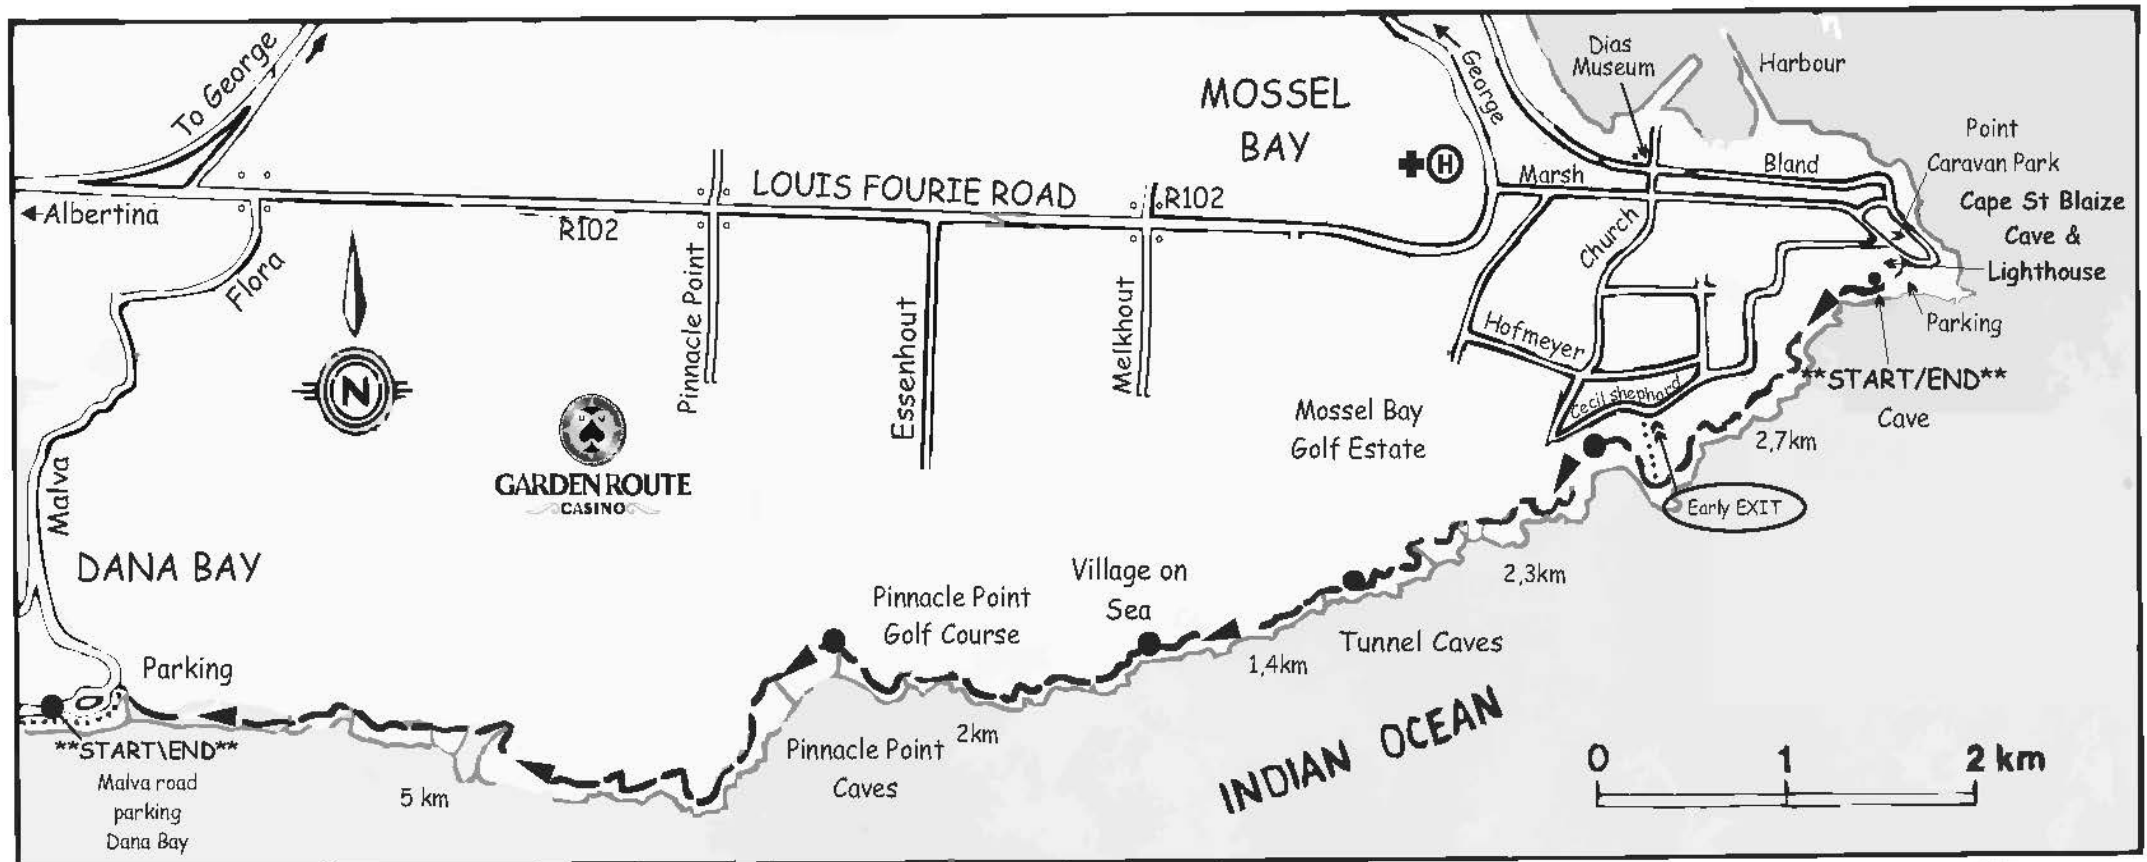 To George
Albertina
Flora
Malva
DANA BAY
Parking
**START\END**
Malva road
parking
Dana Bay
N
GARDEN ROUTE
CASINO
R102
LOUIS FOURIE ROAD
R102
Pinnacle Point
Essenhout
Melkhout
MOSSEL
BAY
H
George
Dias
Museum
Harbour
Point
Caravan Park
Cape St Blaize
Cave &
Lighthouse
Parking
**START/END**
Cave
Marsh
Bland
Church
Hofmeyer
Cecil shephard
Mossel Bay
Golf Estate
Early EXIT
2,7km
2,3km
Tunnel Caves
1,4km
Village on
Sea
Pinnacle Point
Golf Course
2km
Pinnacle Point
Caves
5 km
INDIAN OCEAN
0 1 2 km